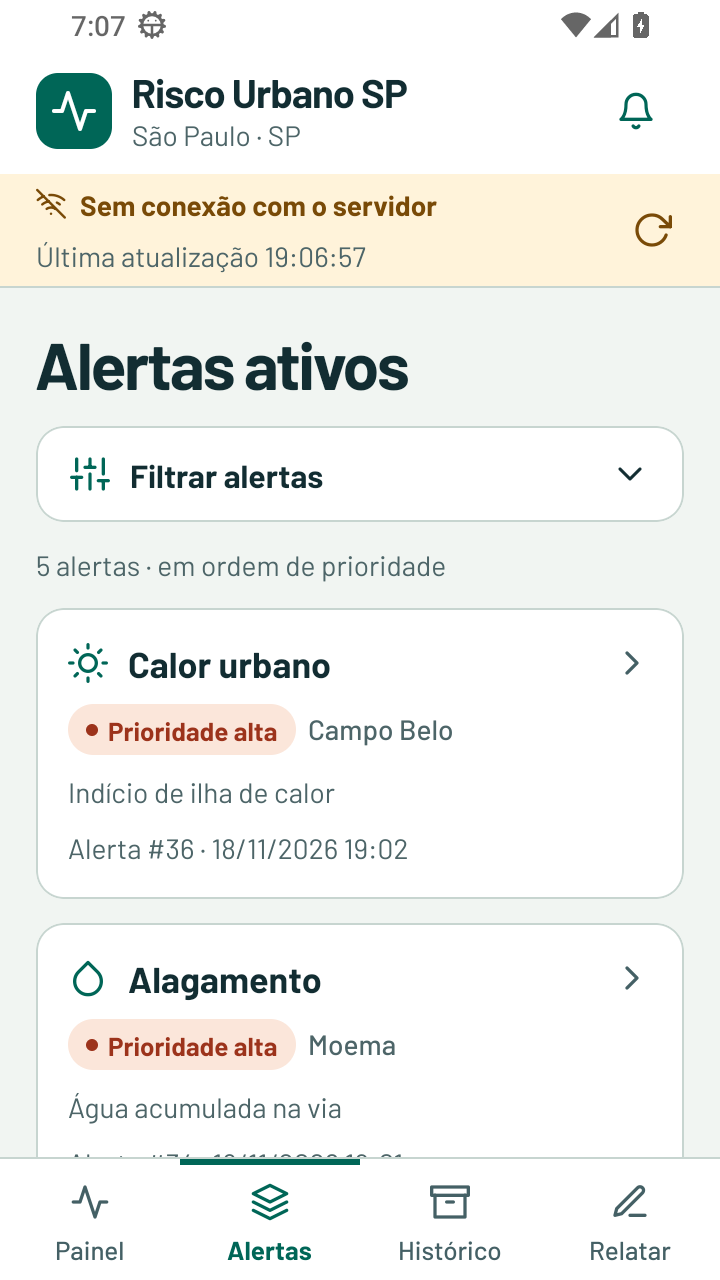 7:07
Risco Urbano SP
São Paulo · SP
Sem conexão com o servidor
Última atualização 19:06:57
Alertas ativos
Filtrar alertas
5 alertas · em ordem de prioridade
Calor urbano
Prioridade alta Campo Belo
Indício de ilha de calor
Alerta #36 · 18/11/2026 19:02
Alagamento
Prioridade alta Moema
Água acumulada na via
Painel Alertas Histórico Relatar